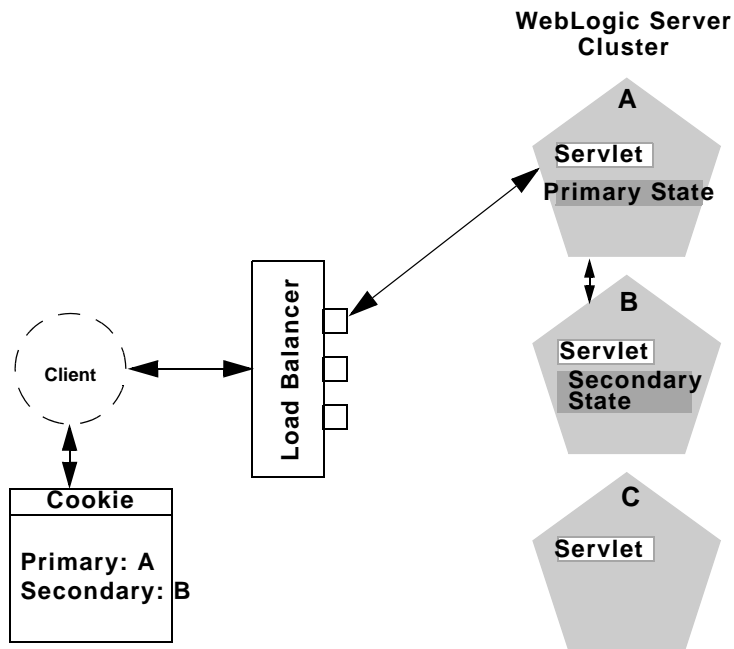 WebLogic Server
Cluster
A
Servlet
Primary State
B
Servlet
Secondary
State
C
Servlet
Load Balancer
Client
Cookie
Primary: A
Secondary: B